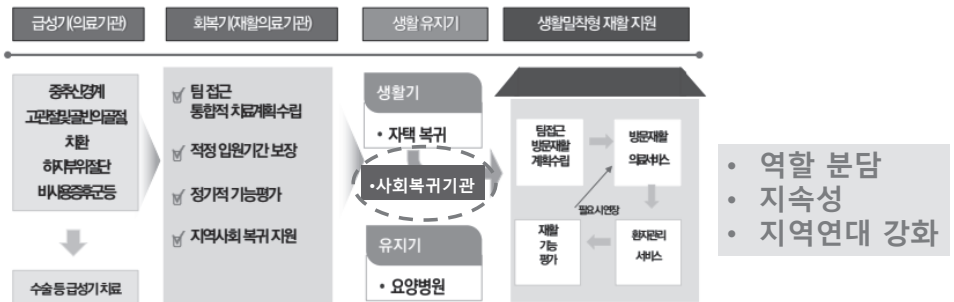 급성기(의료기관)
회복기(재활의료기관)
생활 유지기
생활밀착형 재활 지원
중추신경계
고관절및골반의골절,
치환
하지부위절단
비사용증후군등
수술 등 급성기 치료
팀 접근
통합적 치료계획수립
적정 입원기간 보장
정기적 기능평가
지역사회 복귀 지원
생활기
• 자택 복귀
•사회복귀기관
유지기
• 요양병원
팀접근
방문재활
계획수립
방문재활
의료서비스
필요시연장
재활
기능
평가
환자관리
서비스
• 역할 분담
• 지속성
• 지역연대 강화